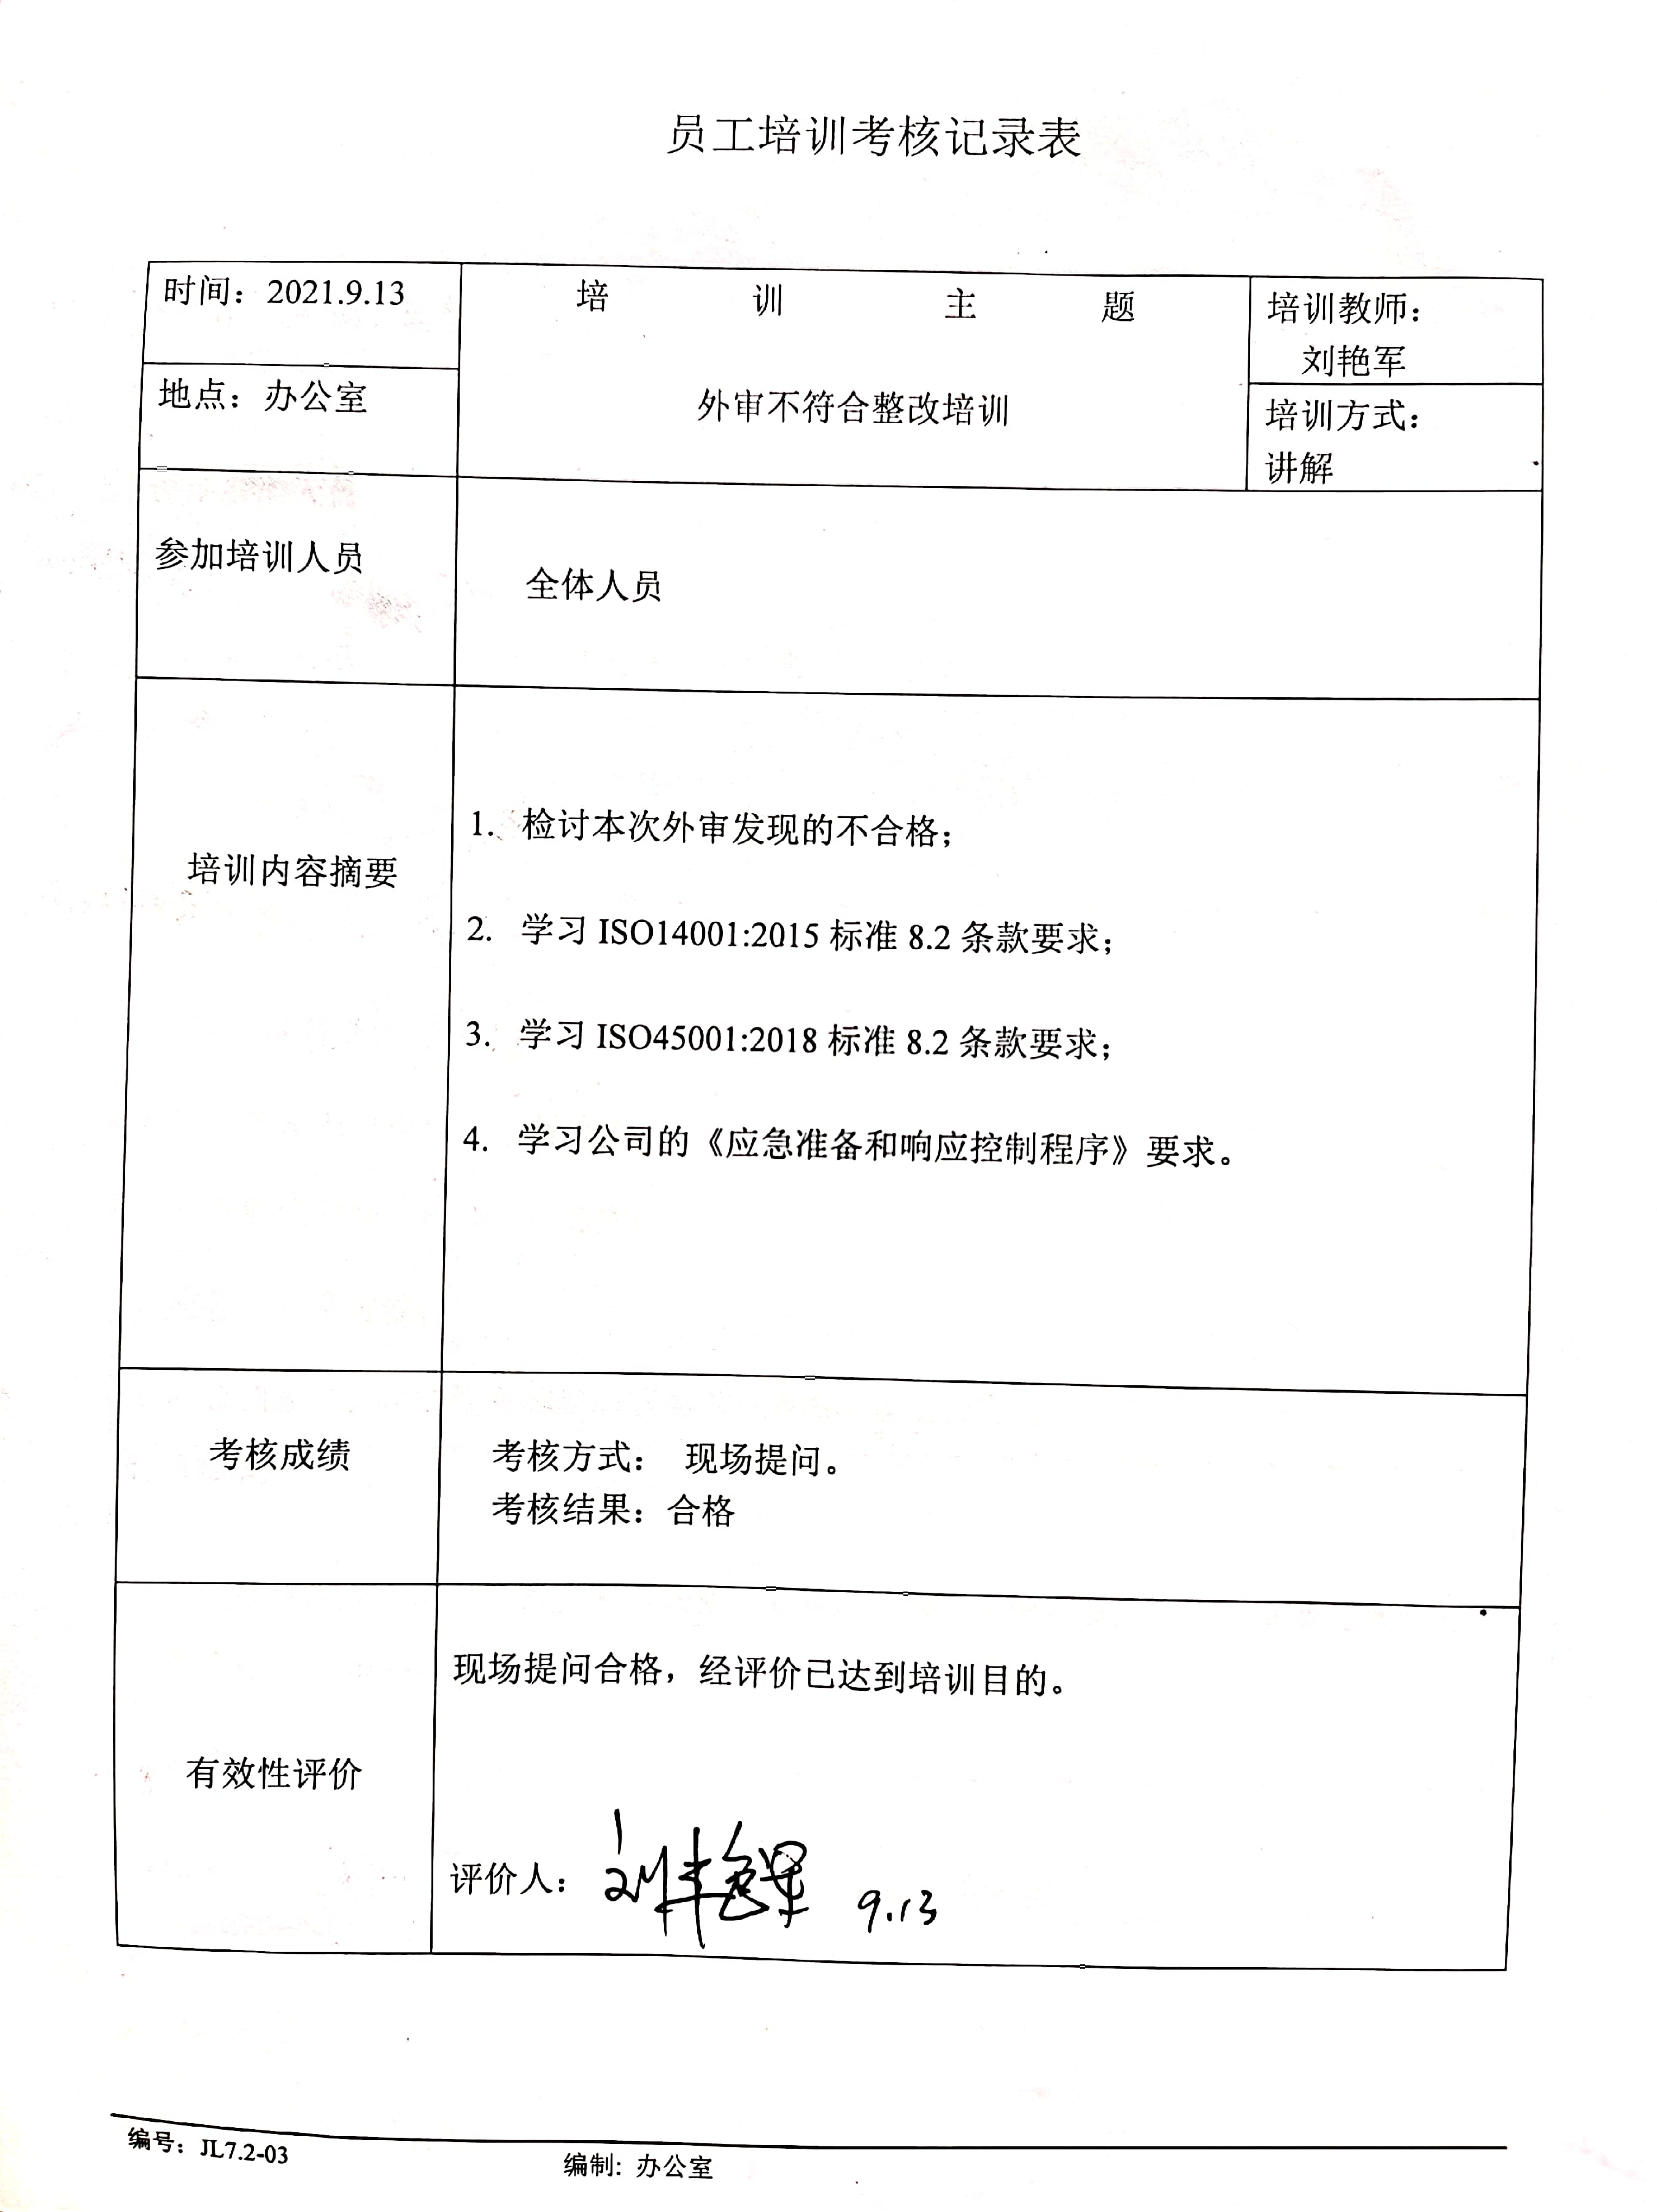 员工培训考核记录表
时间：2021.9.13
培 训 主 题
培训教师：
刘艳军
地点：办公室
外审不符合整改培训
培训方式：
讲解
参加培训人员
全体人员
培训内容摘要
1. 检讨本次外审发现的不合格；
2. 学习 ISO14001:2015 标准 8.2 条款要求；
3. 学习 ISO45001:2018 标准 8.2 条款要求；
4. 学习公司的《应急准备和响应控制程序》要求。
考核成绩
考核方式： 现场提问。
考核结果：合格
有效性评价
现场提问合格，经评价已达到培训目的。
评价人：刘艳军 9.13
编号：JL7.2-03
编制: 办公室